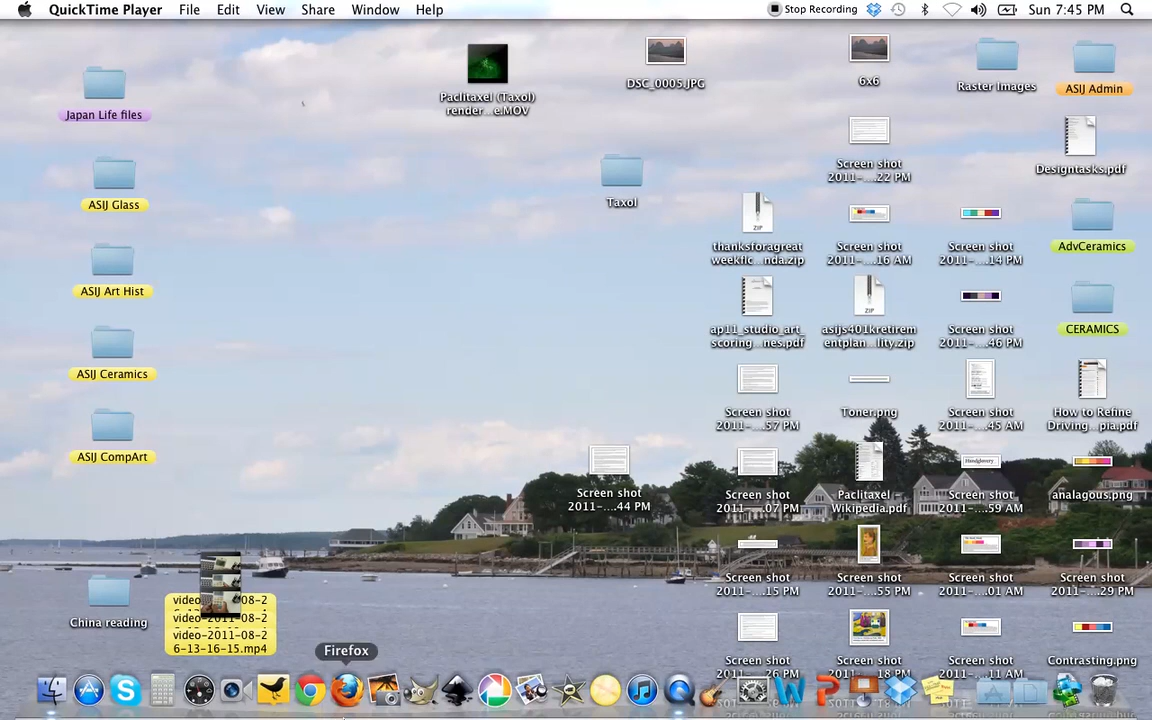 QuickTime Player File Edit View Share Window Help Stop Recording Sun 7:45 PM
Japan Life files
Paclitaxel (Taxol)
render...e.MOV
DSC_0005.JPG
6x6
Raster Images
ASIJ Admin
Screen shot
2011-....22 PM
Designtasks.pdf
ASIJ Glass
Taxol
ZIP
thanksforagreat
weekfic...nda.zip
Screen shot
2011-....16 AM
Screen shot
2011-....14 PM
AdvCeramics
ASIJ Art Hist
ap11_studio_art_
scoring...nes.pdf
ZIP
asijs401kretirem
entplan...lity.zip
Screen shot
2011-....46 PM
CERAMICS
ASIJ Ceramics
Screen shot
2011-....57 PM
Toner.png
Screen shot
2011-....45 AM
How to Refine
Driving...pia.pdf
ASIJ CompArt
Screen shot
2011-....44 PM
Screen shot
2011-....07 PM
Paclitaxel -
Wikipedia.pdf
Screen shot
2011-....59 AM
analagous.png
Screen shot
2011-....15 PM
Screen shot
2011-....55 PM
Screen shot
2011-....01 AM
Screen shot
2011-....29 PM
China reading
video-2011-08-2
6-13-16-15.mp4
Screen shot
2011-....26 PM
Screen shot
2011-....18 PM
Screen shot
2011-....11 AM
Contrasting.png
Firefox